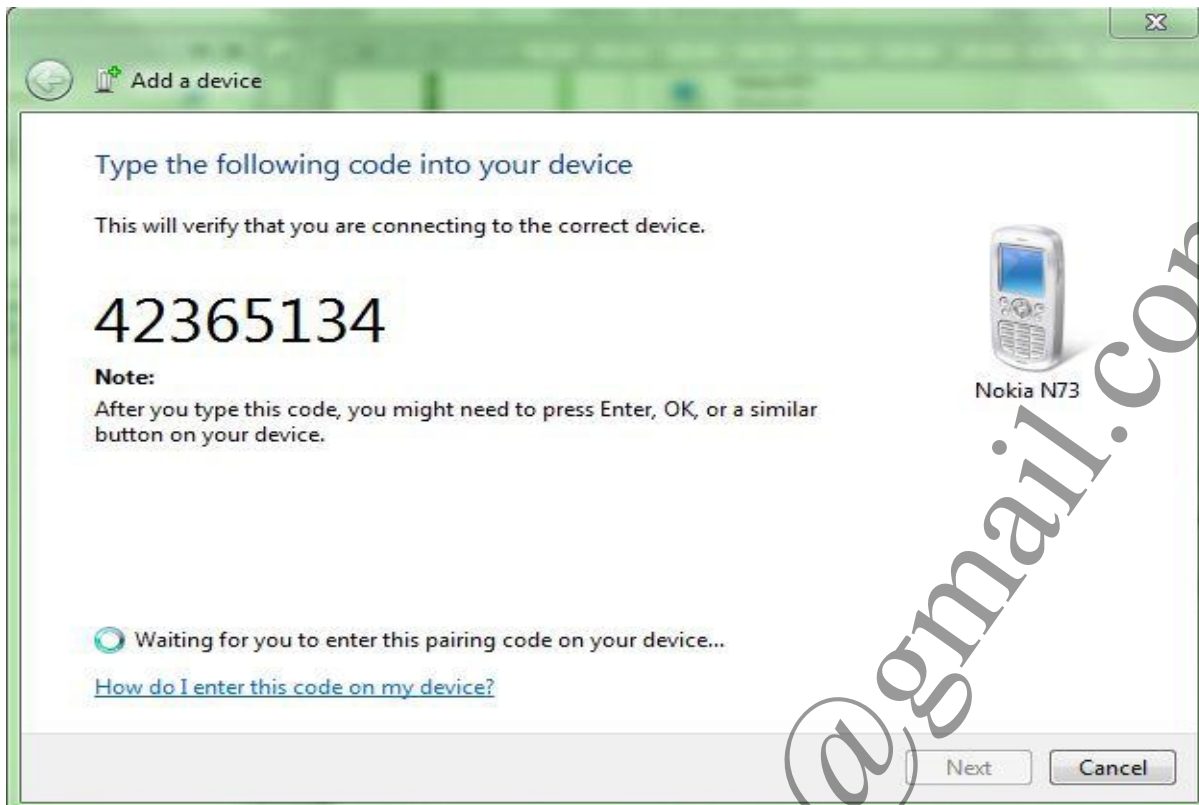 Add a device
Type the following code into your device
This will verify that you are connecting to the correct device.
42365134
Note:
After you type this code, you might need to press Enter, OK, or a similar
button on your device.
Nokia N73
Waiting for you to enter this pairing code on your device...
How do I enter this code on my device?
Next
Cancel
@gmail.com